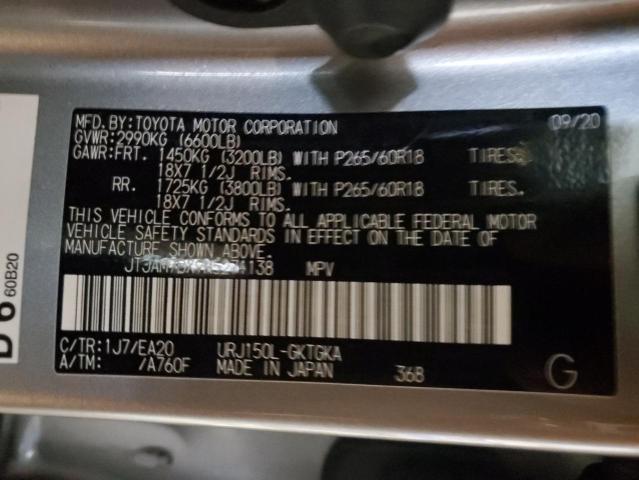 MFD.BY:TOYOTA MOTOR CORPORATION 09/20
GVWR:2990KG (6600LB)
GAWR:FRT. 1450KG (3200LB) WITH P265/60R18 TIRES.
18X7 1/2J RIMS.
RR. 1725KG (3800LB) WITH P265/60R18 TIRES.
18X7 1/2J RIMS.
THIS VEHICLE CONFORMS TO ALL APPLICABLE FEDERAL MOTOR
VEHICLE SAFETY STANDARDS IN EFFECT ON THE DATE OF
MANUFACTURE SHOWN ABOVE.
MPV
C/TR:1J7/EA20 URJ150L-GKTGKA
A/TM: /A760F MADE IN JAPAN 368
G
D 6
60B20